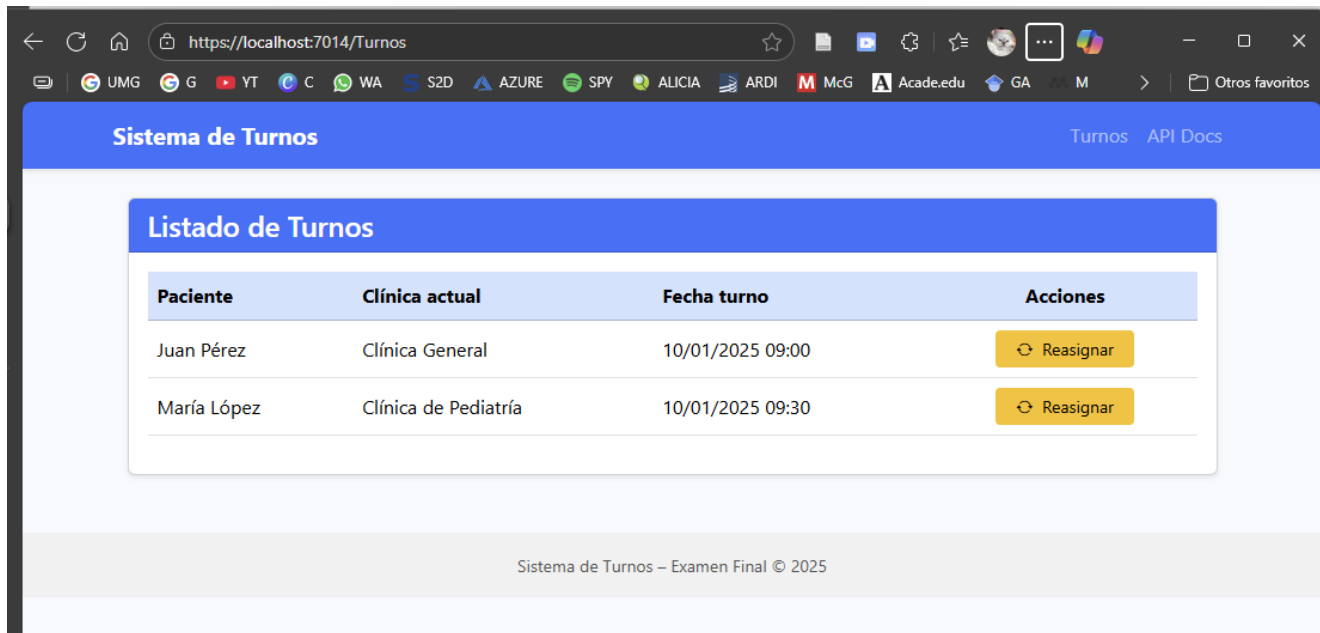 https://localhost:7014/Turnos
UMG G YT C WA S2D AZURE SPY ALICIA ARDI McG Acade.edu GA M Otros favoritos
Sistema de Turnos Turnos API Docs
Listado de Turnos
Paciente Clínica actual Fecha turno Acciones
Juan Pérez Clínica General 10/01/2025 09:00 Reasignar
María López Clínica de Pediatría 10/01/2025 09:30 Reasignar
Sistema de Turnos – Examen Final © 2025